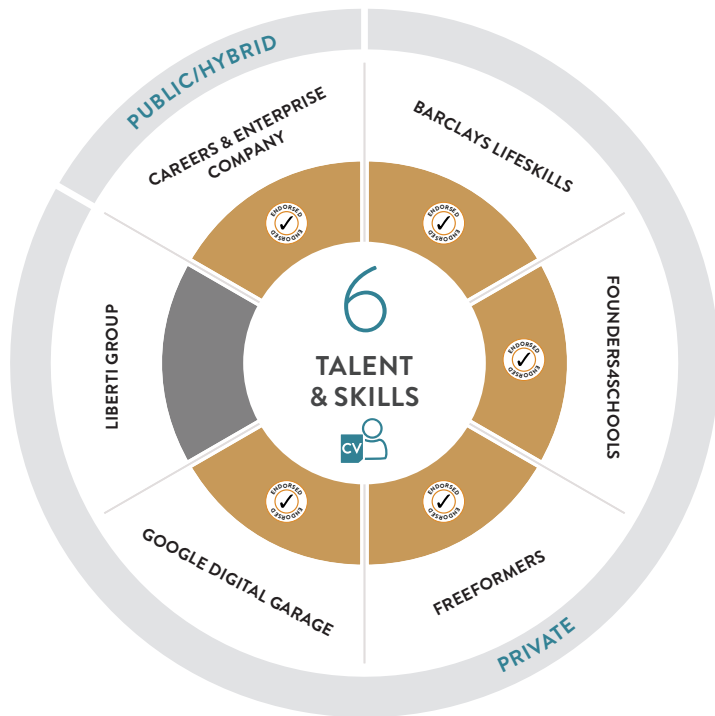 PUBLIC/HYBRID
CAREERS & ENTERPRISE
COMPANY
BARCLAYS LIFESKILLS
ENDORSED
ENDORSED
ENDORSED
ENDORSED
LIBERTI GROUP
6
TALENT
& SKILLS
CV
ENDORSED
ENDORSED
FOUNDERS4SCHOOLS
ENDORSED
ENDORSED
ENDORSED
ENDORSED
GOOGLE DIGITAL GARAGE
FREEFORMERS
PRIVATE